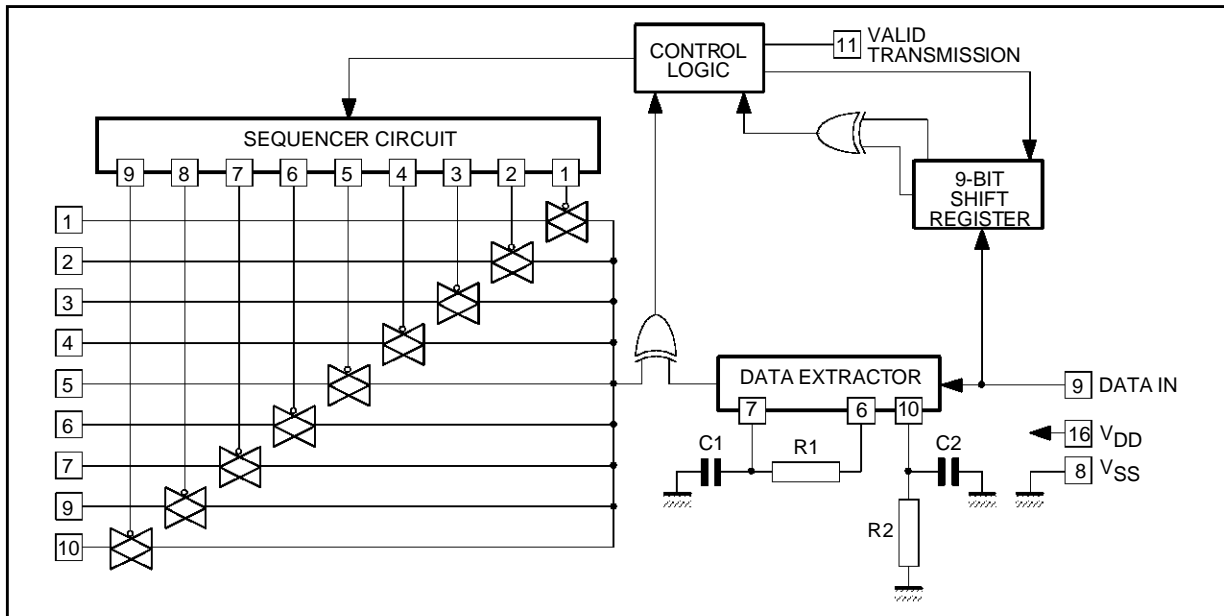 CONTROL
LOGIC
11
VALID
TRANSMISSION
SEQUENCER CIRCUIT
9 8 7 6 5 4 3 2 1
9-BIT
SHIFT
REGISTER
1
2
3
4
5
6
7
9
10
DATA EXTRACTOR
7 6 10
9 DATA IN
C1
R1
C2
R2
16 VDD
8 VSS